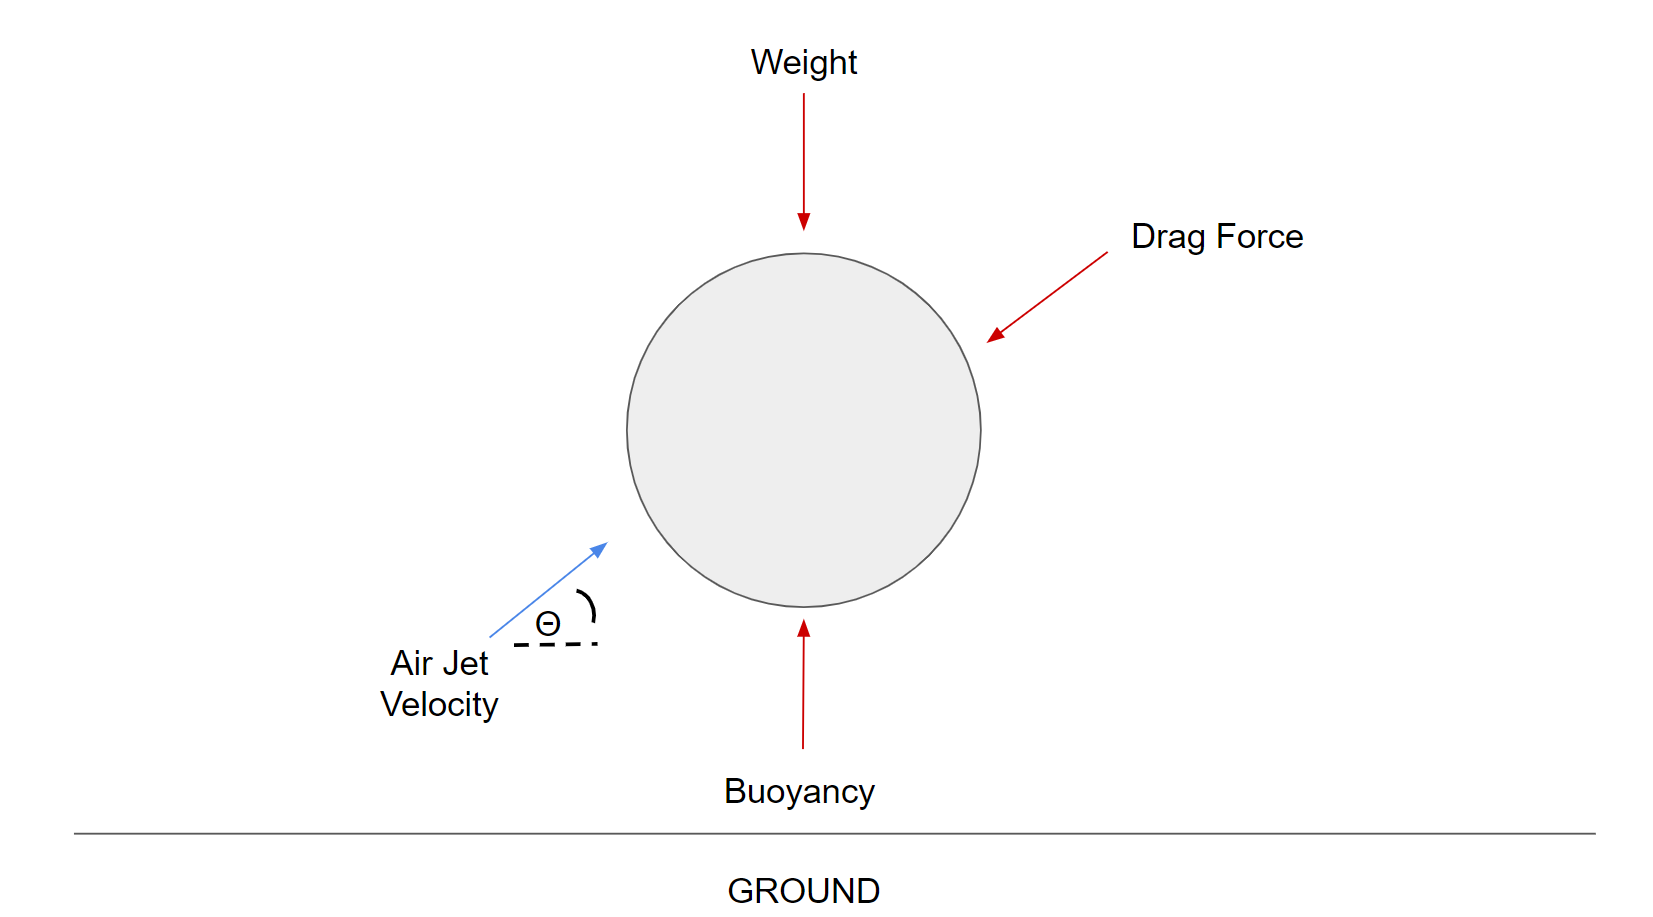 Weight
Drag Force
Θ
Air Jet
Velocity
Buoyancy
GROUND